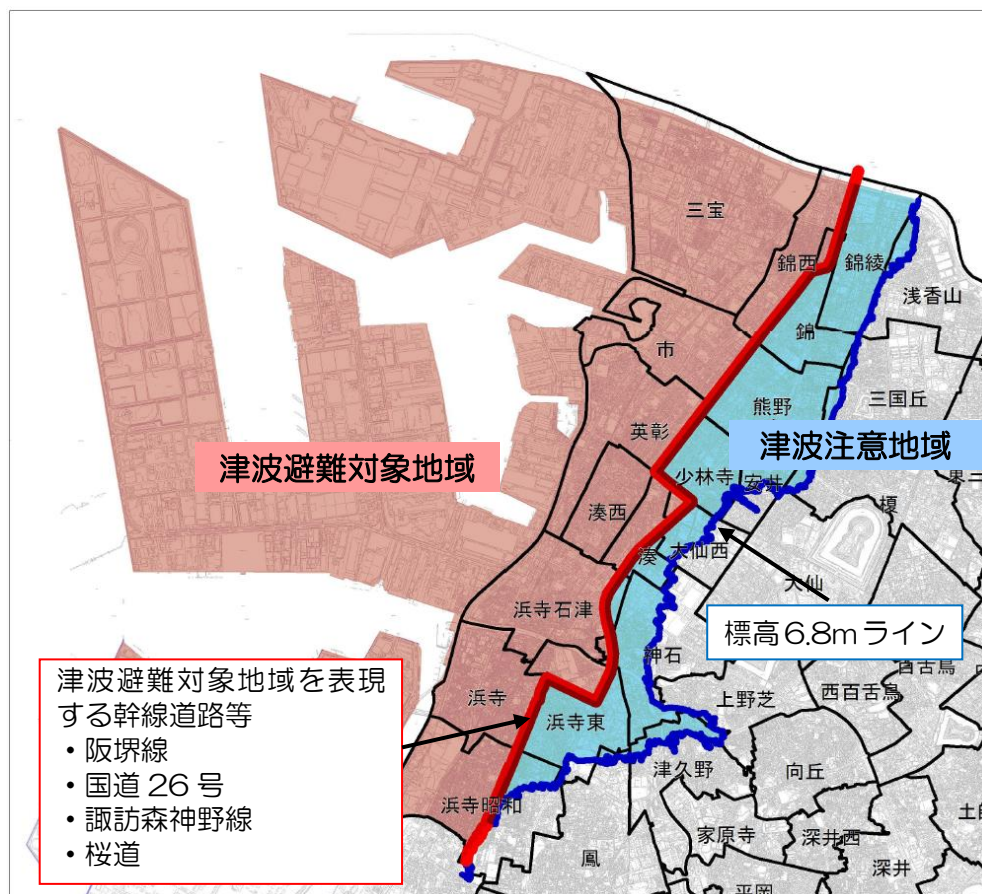 三宝
錦西
錦綾
浅香山
錦
市
三国丘
熊野
英彰
津波避難対象地域
津波注意地域
少林寺
安井
榎
湊西
湊
大仙西
大仙
浜寺石津
標高6.8mライン
神石
津波避難対象地域を表現
する幹線道路等
・阪堺線
・国道26号
・諏訪森神野線
・桜道
浜寺
上野芝
西百舌鳥
百舌鳥
浜寺東
津久野
向丘
浜寺昭和
家原寺
深井西
鳳
深井
平岡